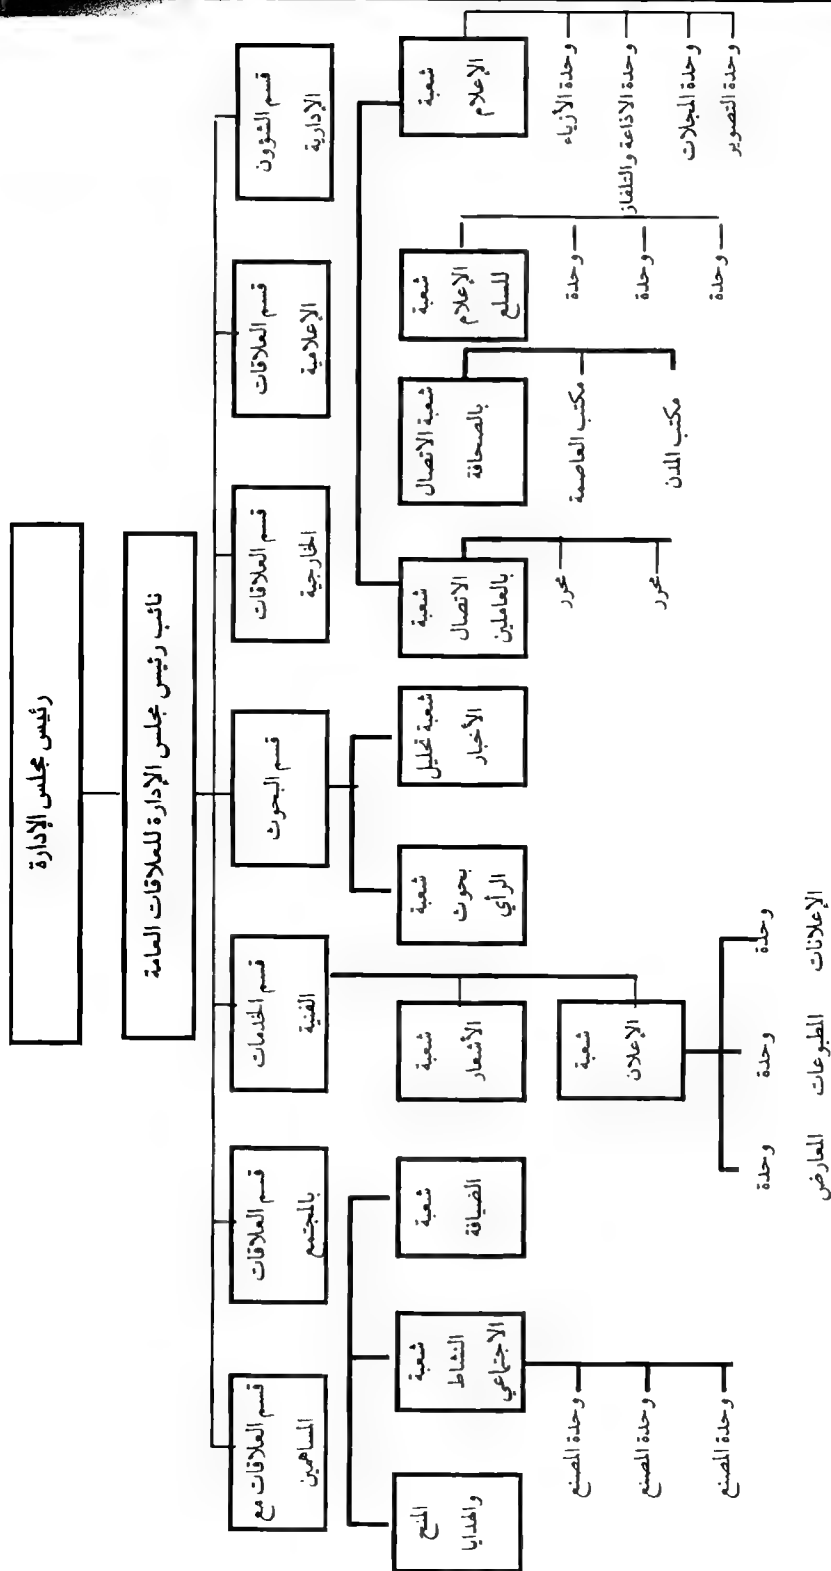 رئيس مجلس الإدارة
نائب رئيس مجلس الإدارة للعلاقات العامة
قسم الشؤون
الإدارية
قسم العلاقات
الإعلامية
قسم العلاقات
الخارجية
قسم البحوث
قسم الخدمات
الفنية
قسم العلاقات
بالمجتمع
قسم العلاقات مع
المساهمين
شعبة
الإعلام
شعبة
الإعلام
للسلع
شعبة الاتصال
بالصحافة
شعبة
الاتصال
بالعاملين
شعبة تحليل
الأخبار
شعبة
بحوث
الرأي
شعبة
الأشعار
شعبة
الإعلان
شعبة
الضيافة
شعبة
النشاط
الاجتماعي
المنح
والهدايا
وحدة الأزياء
وحدة الاذاعة والتلفاز
وحدة المجلات
وحدة التصوير
وحدة
وحدة
وحدة
مكتب العاصمة
مكتب المدن
محرر
محرر
وحدة
الإعلانات
وحدة
المطبوعات
وحدة
المعارض
وحدة المصنع
وحدة المصنع
وحدة المصنع